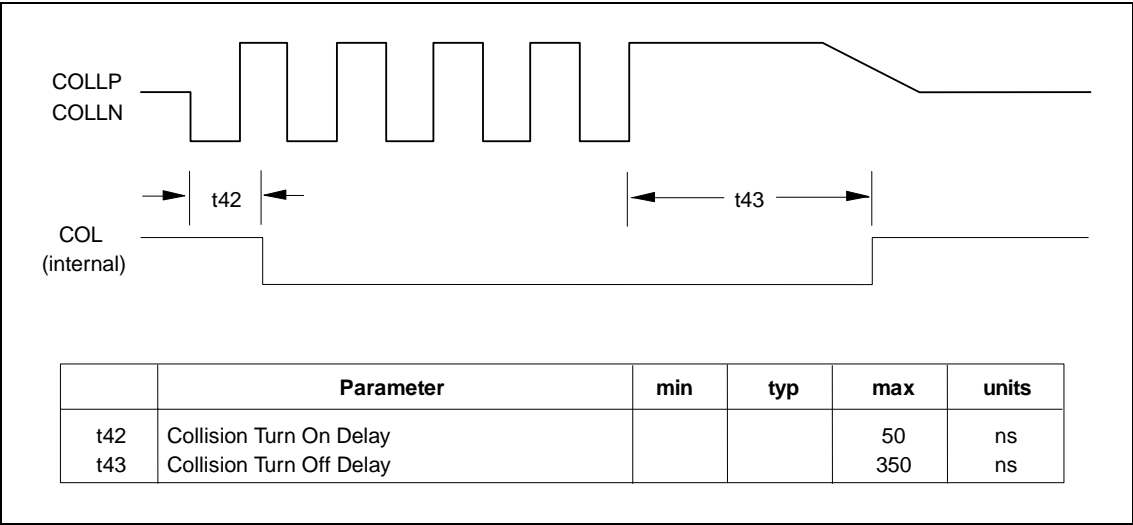 COLLP
COLLN
t42
t43
COL
(internal)
Parameter min typ max units
t42 Collision Turn On Delay 50 ns
t43 Collision Turn Off Delay 350 ns